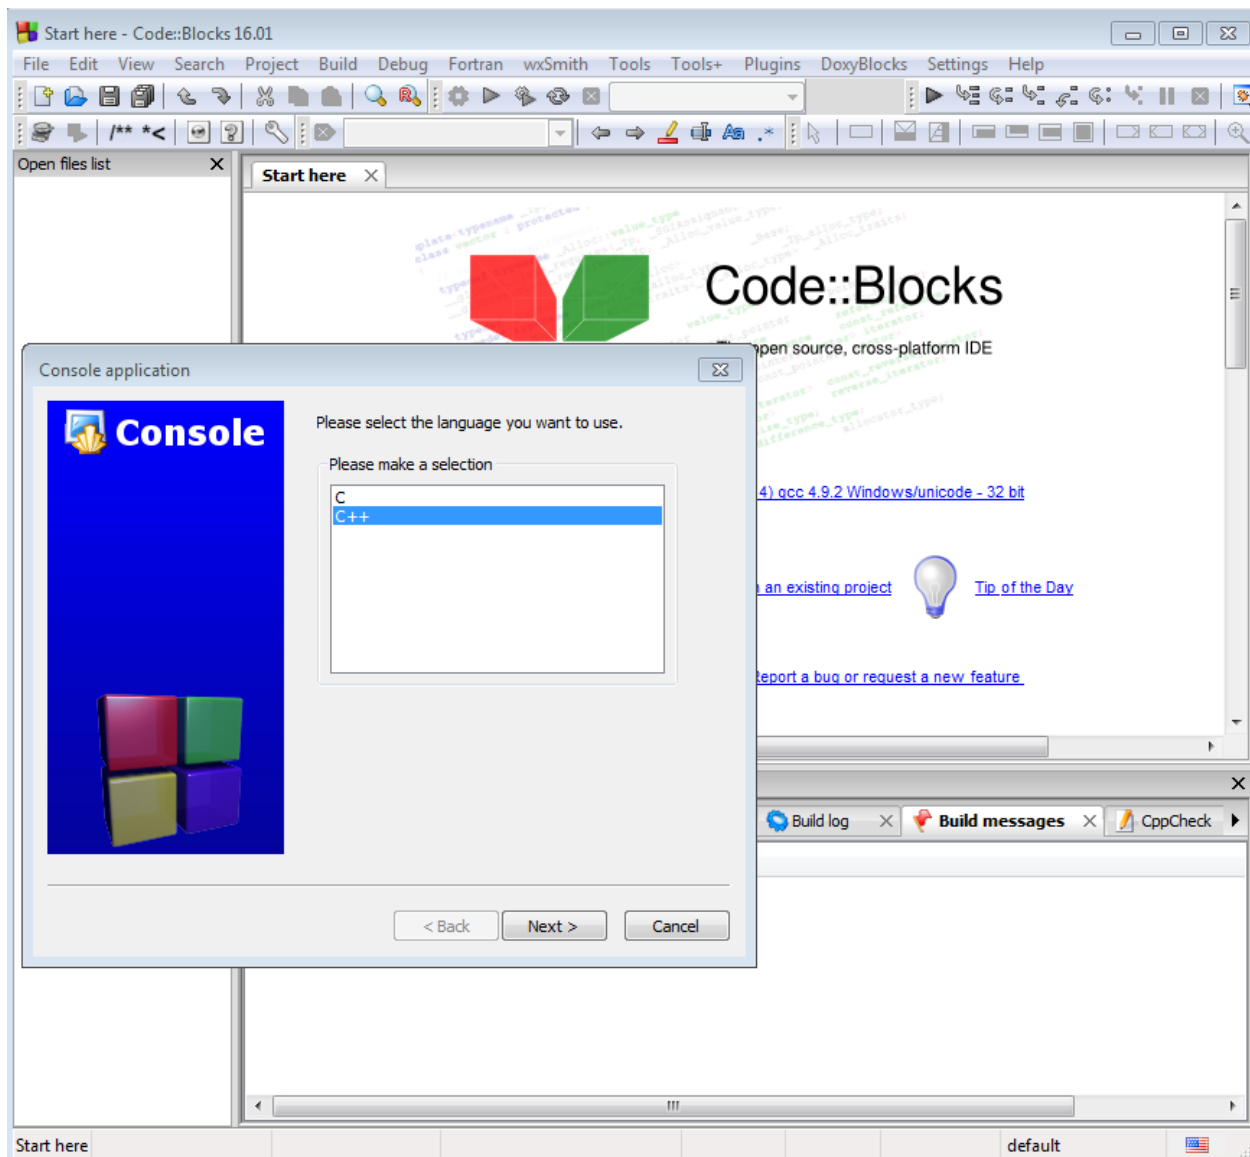 Start here - Code::Blocks 16.01
File Edit View Search Project Build Debug Fortran wxSmith Tools Tools+ Plugins DoxyBlocks Settings Help
/** *<
Open files list
Start here
Code::Blocks
open source, cross-platform IDE
4) gcc 4.9.2 Windows/unicode - 32 bit
an existing project
Tip of the Day
Report a bug or request a new feature
Console application
Console
Please select the language you want to use.
Please make a selection
C
C++
< Back Next > Cancel
Build log Build messages CppCheck
Start here default